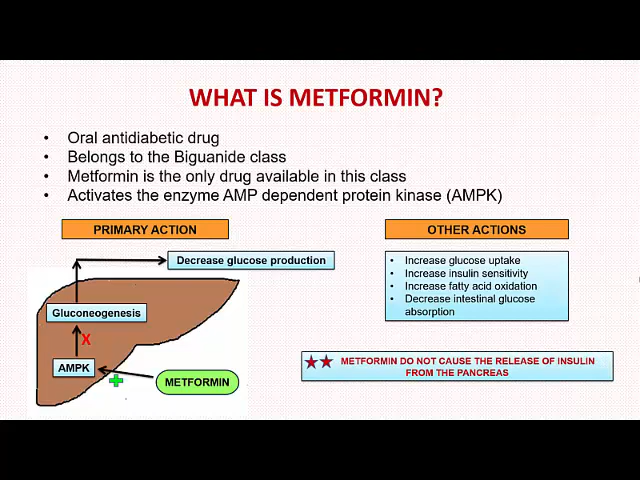 WHAT IS METFORMIN?
• Oral antidiabetic drug
• Belongs to the Biguanide class
• Metformin is the only drug available in this class
• Activates the enzyme AMP dependent protein kinase (AMPK)
PRIMARY ACTION
Decrease glucose production
Gluconeogenesis
X
AMPK
METFORMIN
OTHER ACTIONS
• Increase glucose uptake
• Increase insulin sensitivity
• Increase fatty acid oxidation
• Decrease intestinal glucose
absorption
METFORMIN DO NOT CAUSE THE RELEASE OF INSULIN
FROM THE PANCREAS